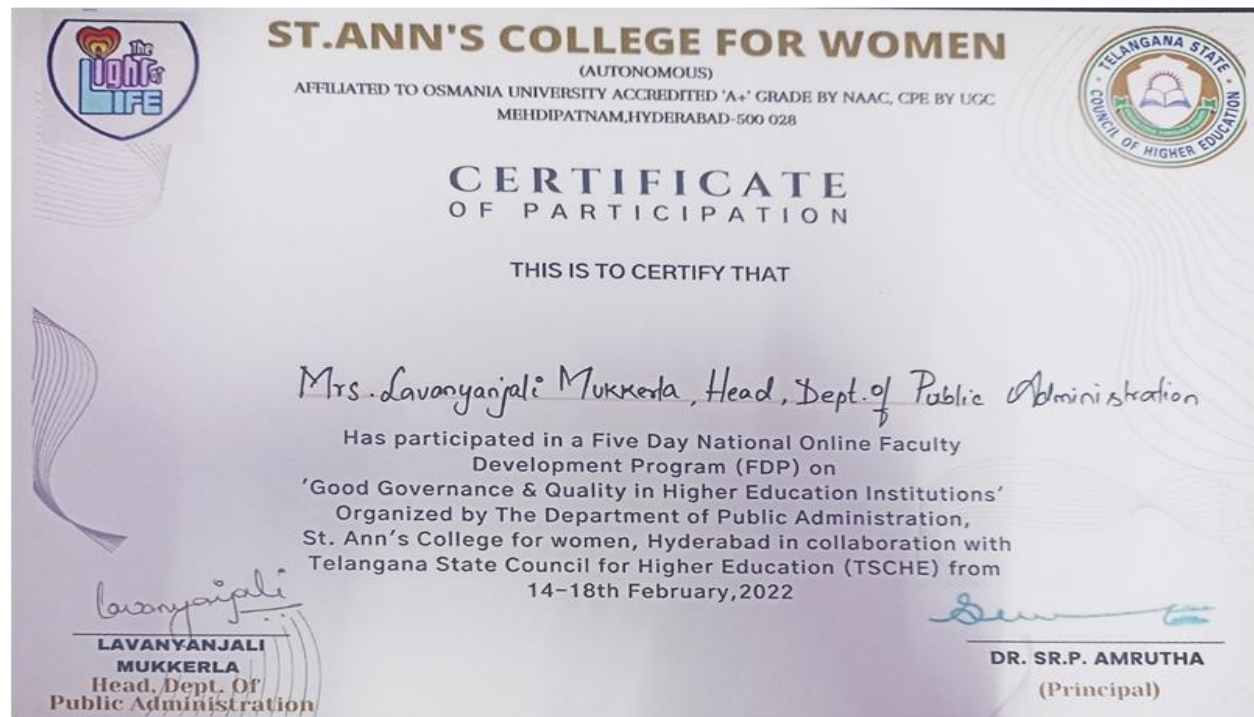 The
Light of
LIFE
ST.ANN'S COLLEGE FOR WOMEN
(AUTONOMOUS)
AFFILIATED TO OSMANIA UNIVERSITY ACCREDITED 'A+' GRADE BY NAAC, CPE BY UGC
MEHDIPATNAM,HYDERABAD-500 028
TELANGANA STATE
COUNCIL OF HIGHER EDUCATION
CERTIFICATE
OF PARTICIPATION
THIS IS TO CERTIFY THAT
Mrs. Lavanyanjali Mukkerla, Head, Dept. of Public Administration
Has participated in a Five Day National Online Faculty
Development Program (FDP) on
'Good Governance & Quality in Higher Education Institutions'
Organized by The Department of Public Administration,
St. Ann's College for women, Hyderabad in collaboration with
Telangana State Council for Higher Education (TSCHE) from
14-18th February,2022
Lavanyanjali
LAVANYANJALI
MUKKERLA
Head, Dept. Of
Public Administration
DR. SR.P. AMRUTHA
(Principal)